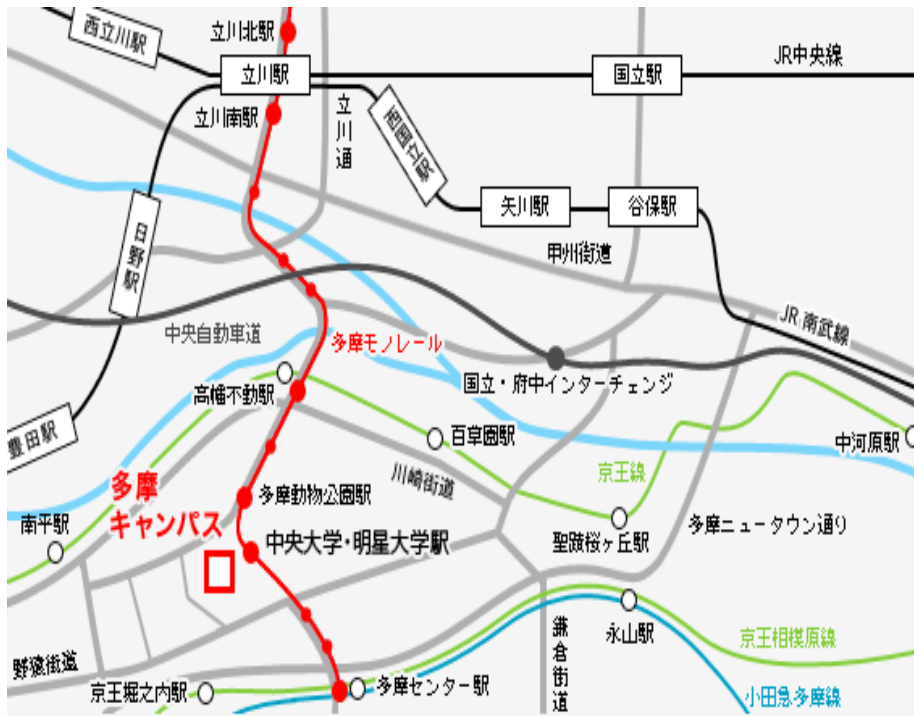 立川北駅
西立川駅
立川駅
国立駅
JR中央線
立川南駅
立川通
西国立駅
矢川駅
谷保駅
日野駅
甲州街道
JR南武線
中央自動車道
多摩モノレール
国立・府中インターチェンジ
高幡不動駅
百草園駅
中河原駅
豊田駅
川崎街道
京王線
多摩
キャンパス
多摩動物公園駅
南平駅
中央大学・明星大学駅
聖蹟桜ヶ丘駅
多摩ニュータウン通り
鎌倉街道
永山駅
京王相模原線
野猿街道
京王堀之内駅
多摩センター駅
小田急多摩線